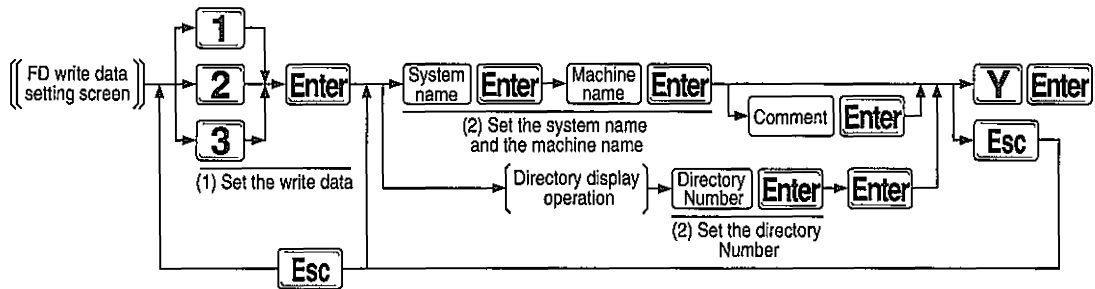 FD write data
setting screen
1
2
3
Enter
(1) Set the write data
System
name
Enter
Machine
name
Enter
(2) Set the system name
and the machine name
Comment
Enter
Y
Enter
Esc
Directory display
operation
Directory
Number
Enter
Enter
(2) Set the directory
Number
Esc